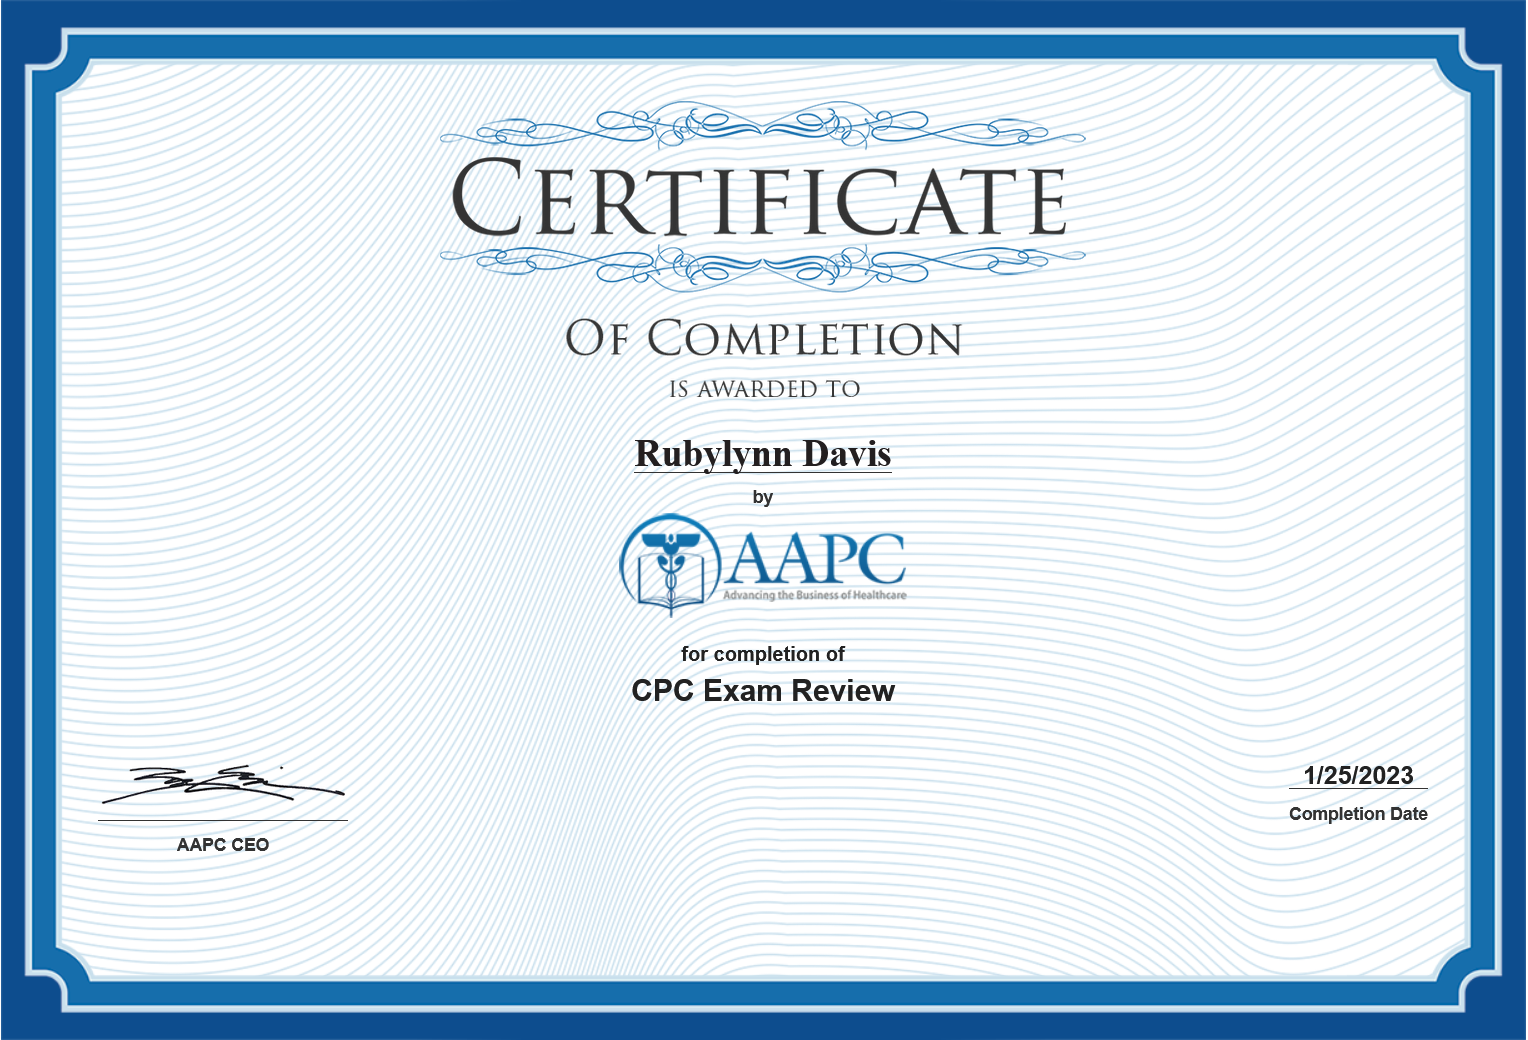 CERTIFICATE
OF COMPLETION
IS AWARDED TO
Rubylynn Davis
by
AAPC
Advancing the Business of Healthcare
for completion of
CPC Exam Review
AAPC CEO
1/25/2023
Completion Date